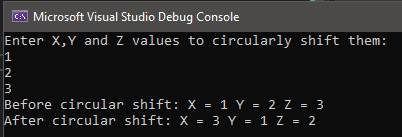 Microsoft Visual Studio Debug Console
Enter X,Y and Z values to circularly shift them:
1
2
3
Before circular shift: X = 1 Y = 2 Z = 3
After circular shift: X = 3 Y = 1 Z = 2